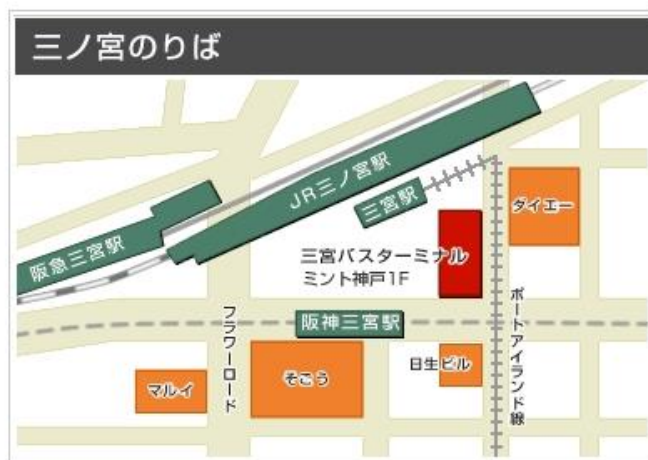 三ノ宮のりば
JR三ノ宮駅
三宮駅
ダイエー
阪急三宮駅
三宮バスターミナル
ミント神戸1F
ポートアイランド線
フラワーロード
阪神三宮駅
日生ビル
そごう
マルイ